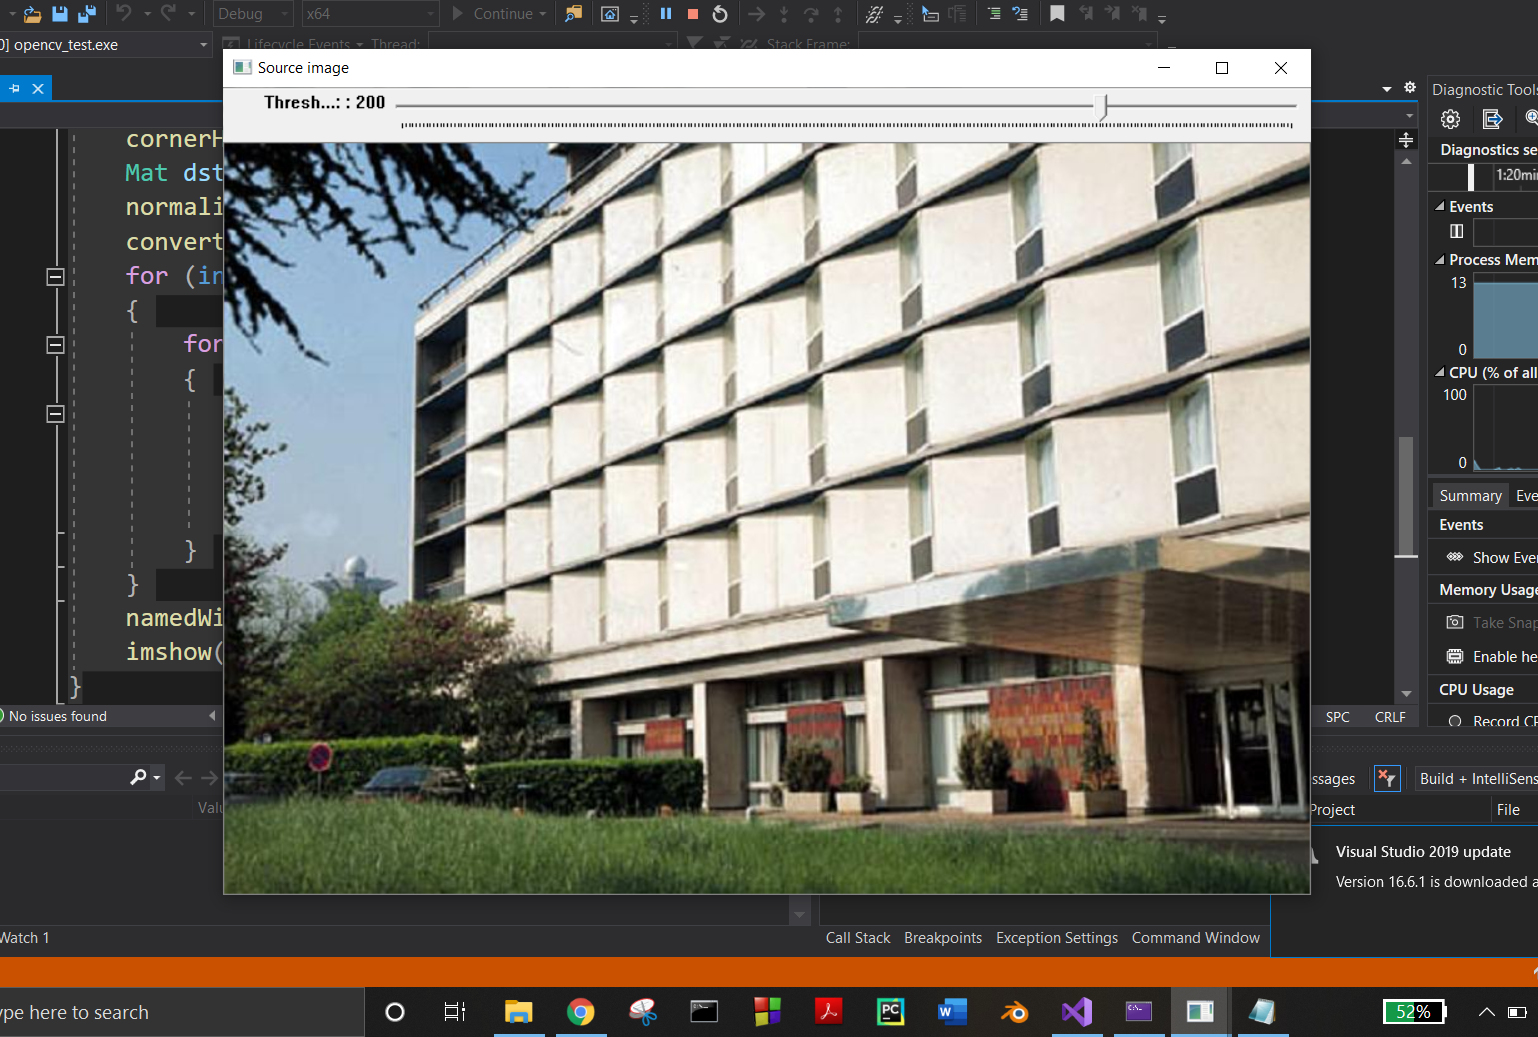 Debug
x64
Continue
0] opencv_test.exe
Lifecycle Events
Thread:
Stack Frame:
Source image
Thresh...: : 200
cornerH
Mat dst
normali
convert
for (in
{
for
{
}
}
namedWi
imshow(
}
No issues found
SPC
CRLF
Diagnostic Tools
Diagnostics se
1:20min
Events
Process Mem
13
0
CPU (% of all
100
0
Summary
Eve
Events
Show Eve
Memory Usage
Take Snap
Enable he
CPU Usage
Record CP
Valu
ssages
Build + IntelliSens
Project
File
Visual Studio 2019 update
Version 16.6.1 is downloaded a
Watch 1
Call Stack
Breakpoints
Exception Settings
Command Window
ype here to search
PC
W
52%